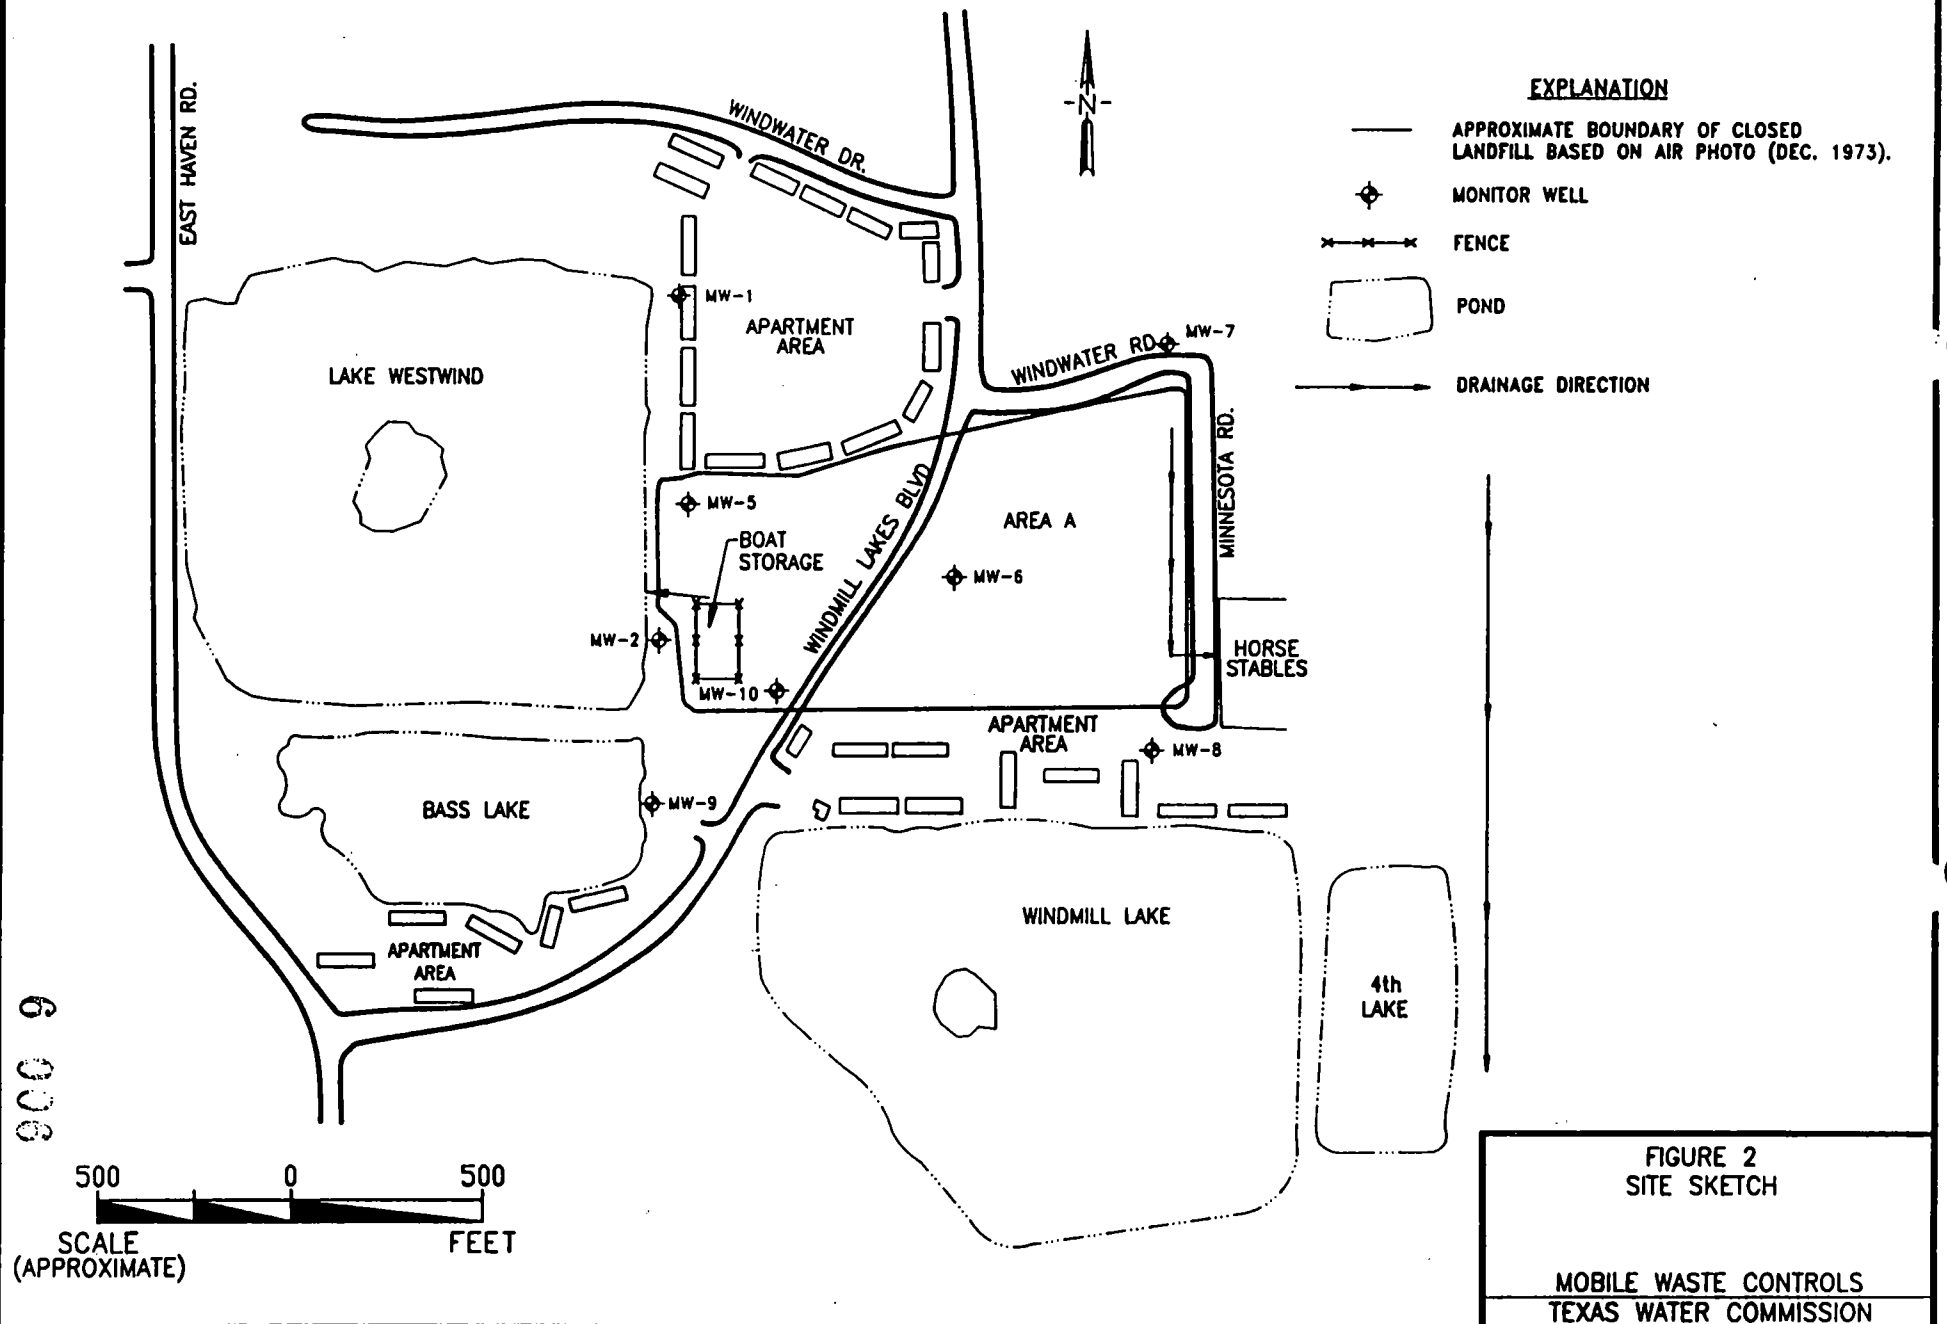 EAST HAVEN RD.
WINDWATER DR.
-N-
EXPLANATION
APPROXIMATE BOUNDARY OF CLOSED
LANDFILL BASED ON AIR PHOTO (DEC. 1973).
MONITOR WELL
FENCE
POND
DRAINAGE DIRECTION
MW-1
APARTMENT
AREA
LAKE WESTWIND
WINDWATER RD.
MW-7
MINNESOTA RD.
MW-5
BOAT
STORAGE
WINDMILL LAKES BLVD
AREA A
MW-6
MW-2
MW-10
HORSE
STABLES
APARTMENT
AREA
MW-8
BASS LAKE
MW-9
WINDMILL LAKE
4th
LAKE
APARTMENT
AREA
9 006
500 0 500
SCALE FEET
(APPROXIMATE)
FIGURE 2
SITE SKETCH
MOBILE WASTE CONTROLS
TEXAS WATER COMMISSION